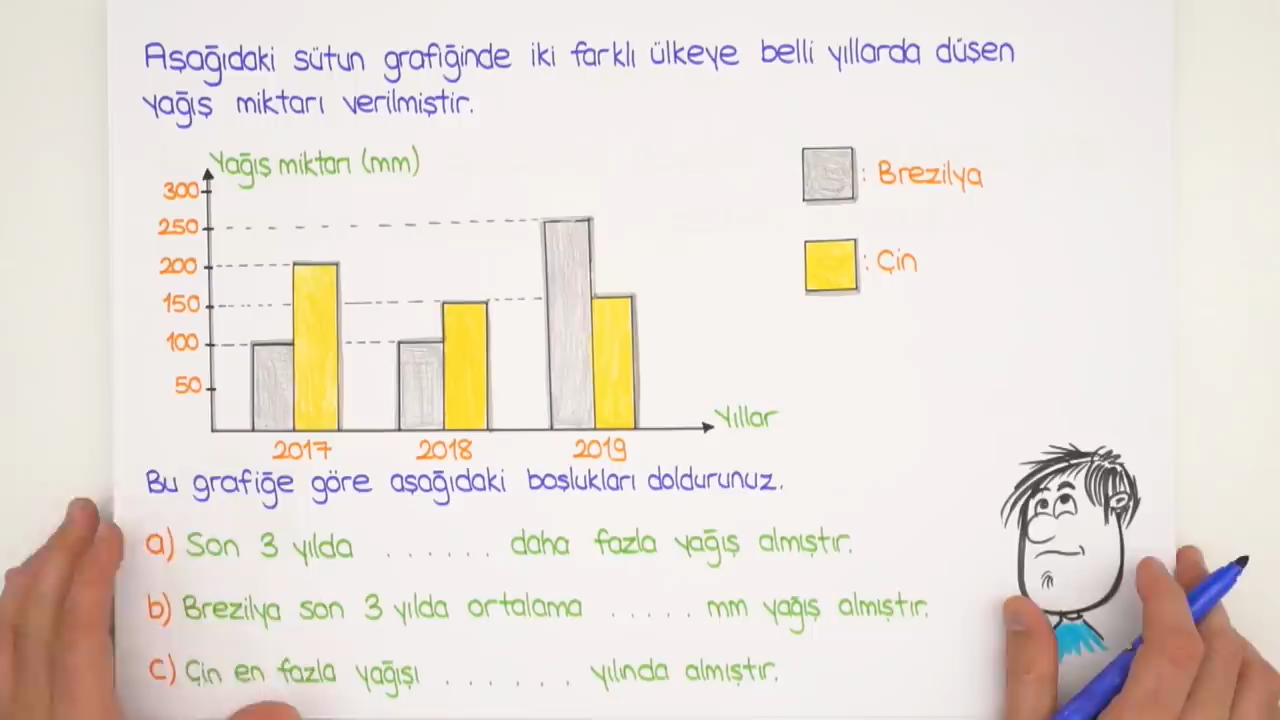 Aşağıdaki sütun grafiğinde iki farklı ülkeye belli yıllarda düşen
yağış miktarı verilmiştir.
Yağış miktarı (mm)
300
250
200
150
100
50
2017 2018 2019
Yıllar
: Brezilya
: Çin
Bu grafiğe göre aşağıdaki boşlukları doldurunuz.
a) Son 3 yılda . . . . . . daha fazla yağış almıştır.
b) Brezilya son 3 yılda ortalama . . . . . mm yağış almıştır.
c) Çin en fazla yağışı . . . . . . yılında almıştır.